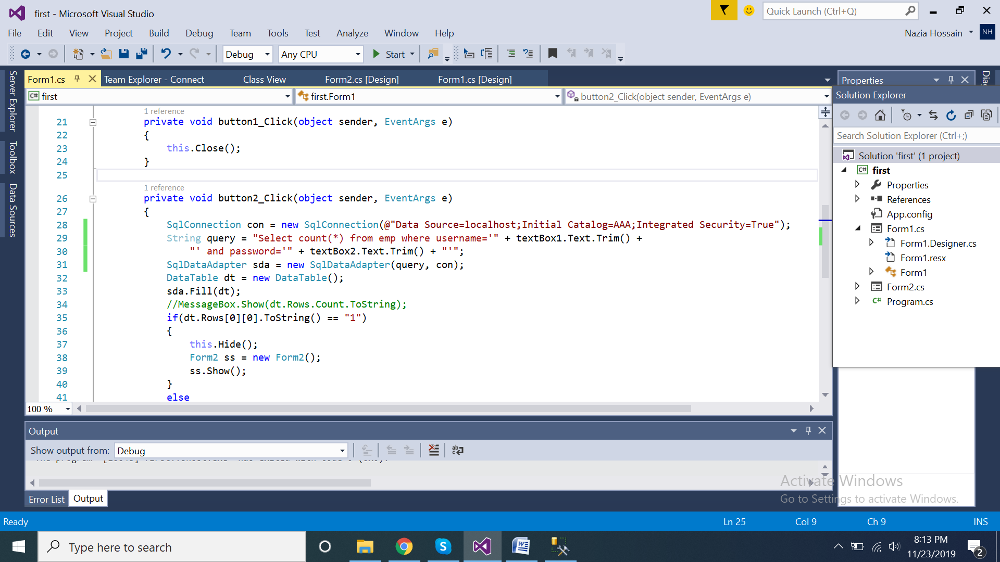 first - Microsoft Visual Studio
Quick Launch (Ctrl+Q)
File Edit View Project Build Debug Team Tools Test Analyze Window Help
Nazia Hossain NH
Debug Any CPU Start
Server Explorer
Toolbox
Data Sources
Form1.cs Team Explorer - Connect Class View Form2.cs [Design] Form1.cs [Design]
first first.Form1 button2_Click(object sender, EventArgs e)
1 reference
21 private void button1_Click(object sender, EventArgs e)
22 {
23 this.Close();
24 }
25
1 reference
26 private void button2_Click(object sender, EventArgs e)
27 {
28 SqlConnection con = new SqlConnection(@"Data Source=localhost;Initial Catalog=AAA;Integrated Security=True");
29 String query = "Select count(*) from emp where username='" + textBox1.Text.Trim() +
30 "' and password='" + textBox2.Text.Trim() + "'";
31 SqlDataAdapter sda = new SqlDataAdapter(query, con);
32 DataTable dt = new DataTable();
33 sda.Fill(dt);
34 //MessageBox.Show(dt.Rows.Count.ToString);
35 if(dt.Rows[0][0].ToString() == "1")
36 {
37 this.Hide();
38 Form2 ss = new Form2();
39 ss.Show();
40 }
41 else
100 %
Properties
Solution Explorer
Search Solution Explorer (Ctrl+;)
Solution 'first' (1 project)
C# first
Properties
References
App.config
Form1.cs
Form1.Designer.cs
Form1.resx
Form1
Form2.cs
C# Program.cs
Output
Show output from: Debug
Error List Output
Activate Windows
Go to Settings to activate Windows.
Ready Ln 25 Col 9 Ch 9 INS
Type here to search
8:13 PM
11/23/2019
2